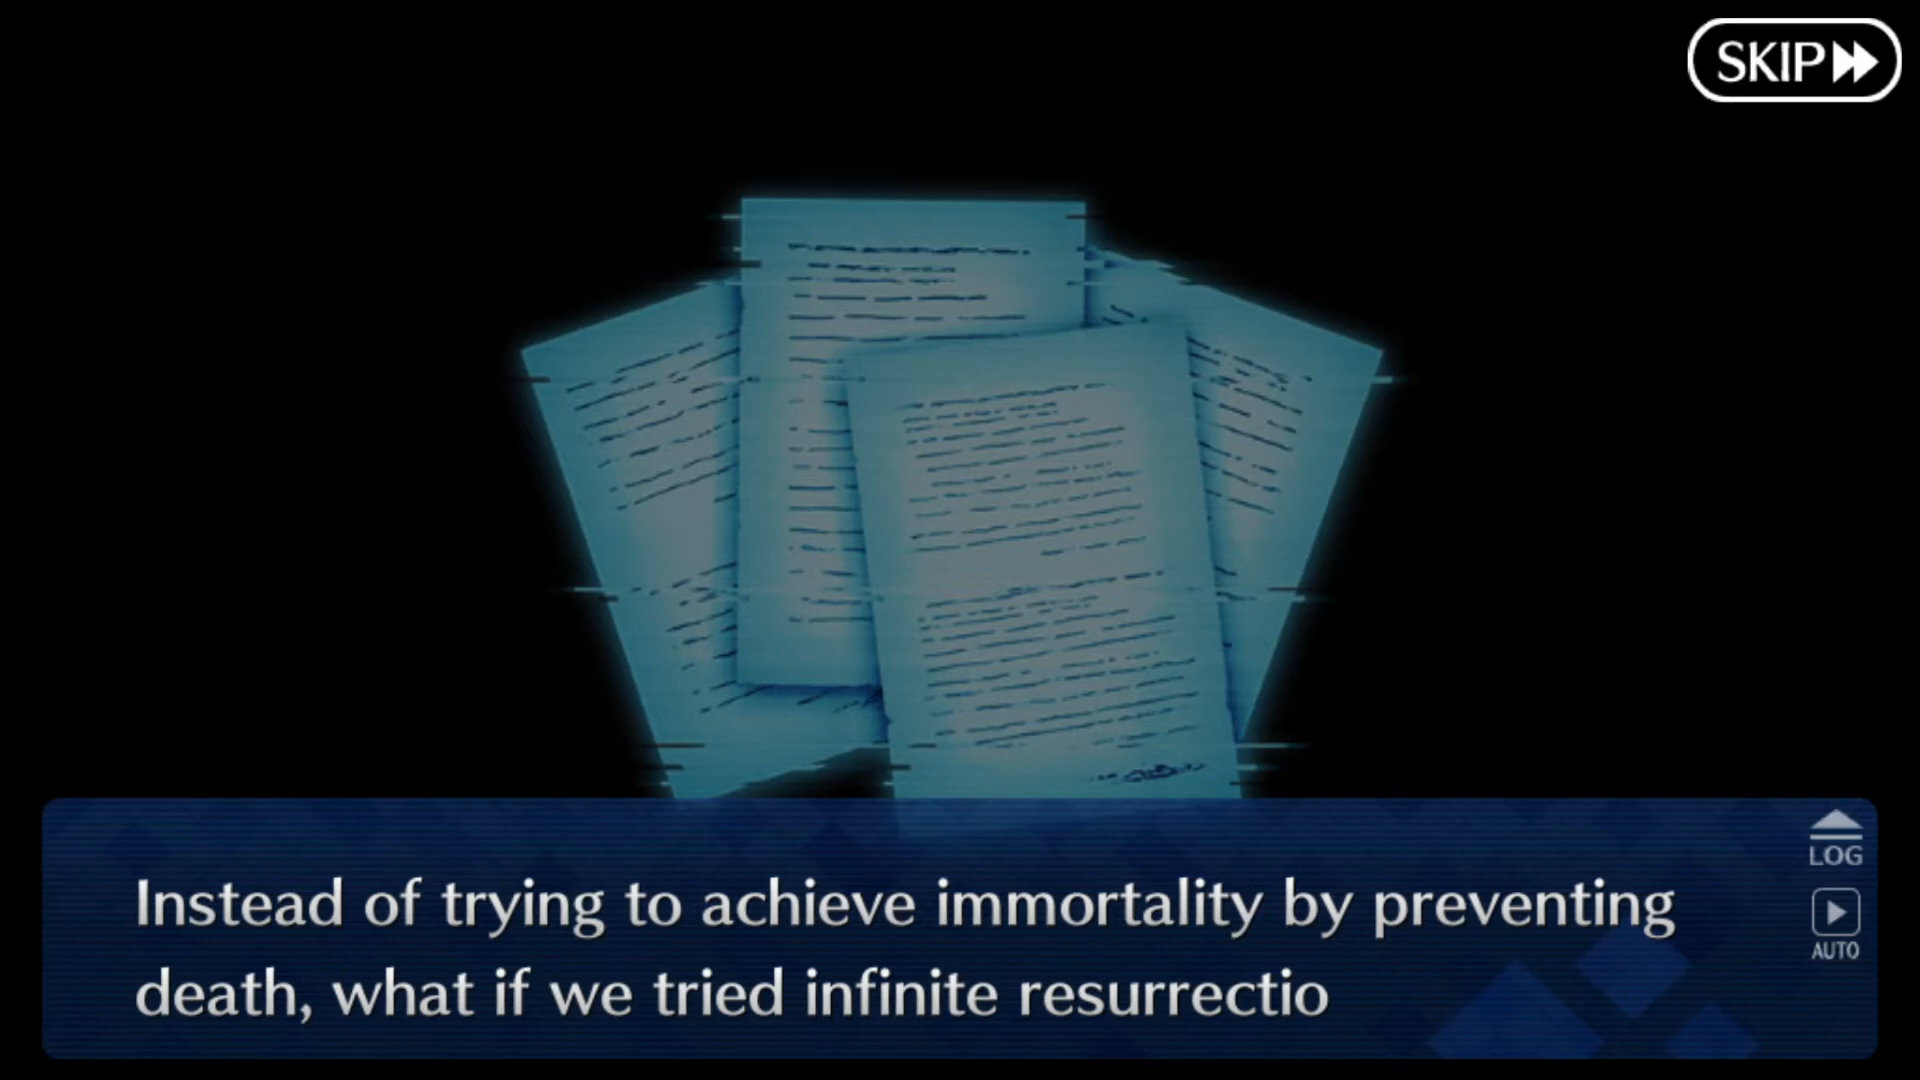 SKIP
LOG
AUTO
Instead of trying to achieve immortality by preventing
death, what if we tried infinite resurrectio